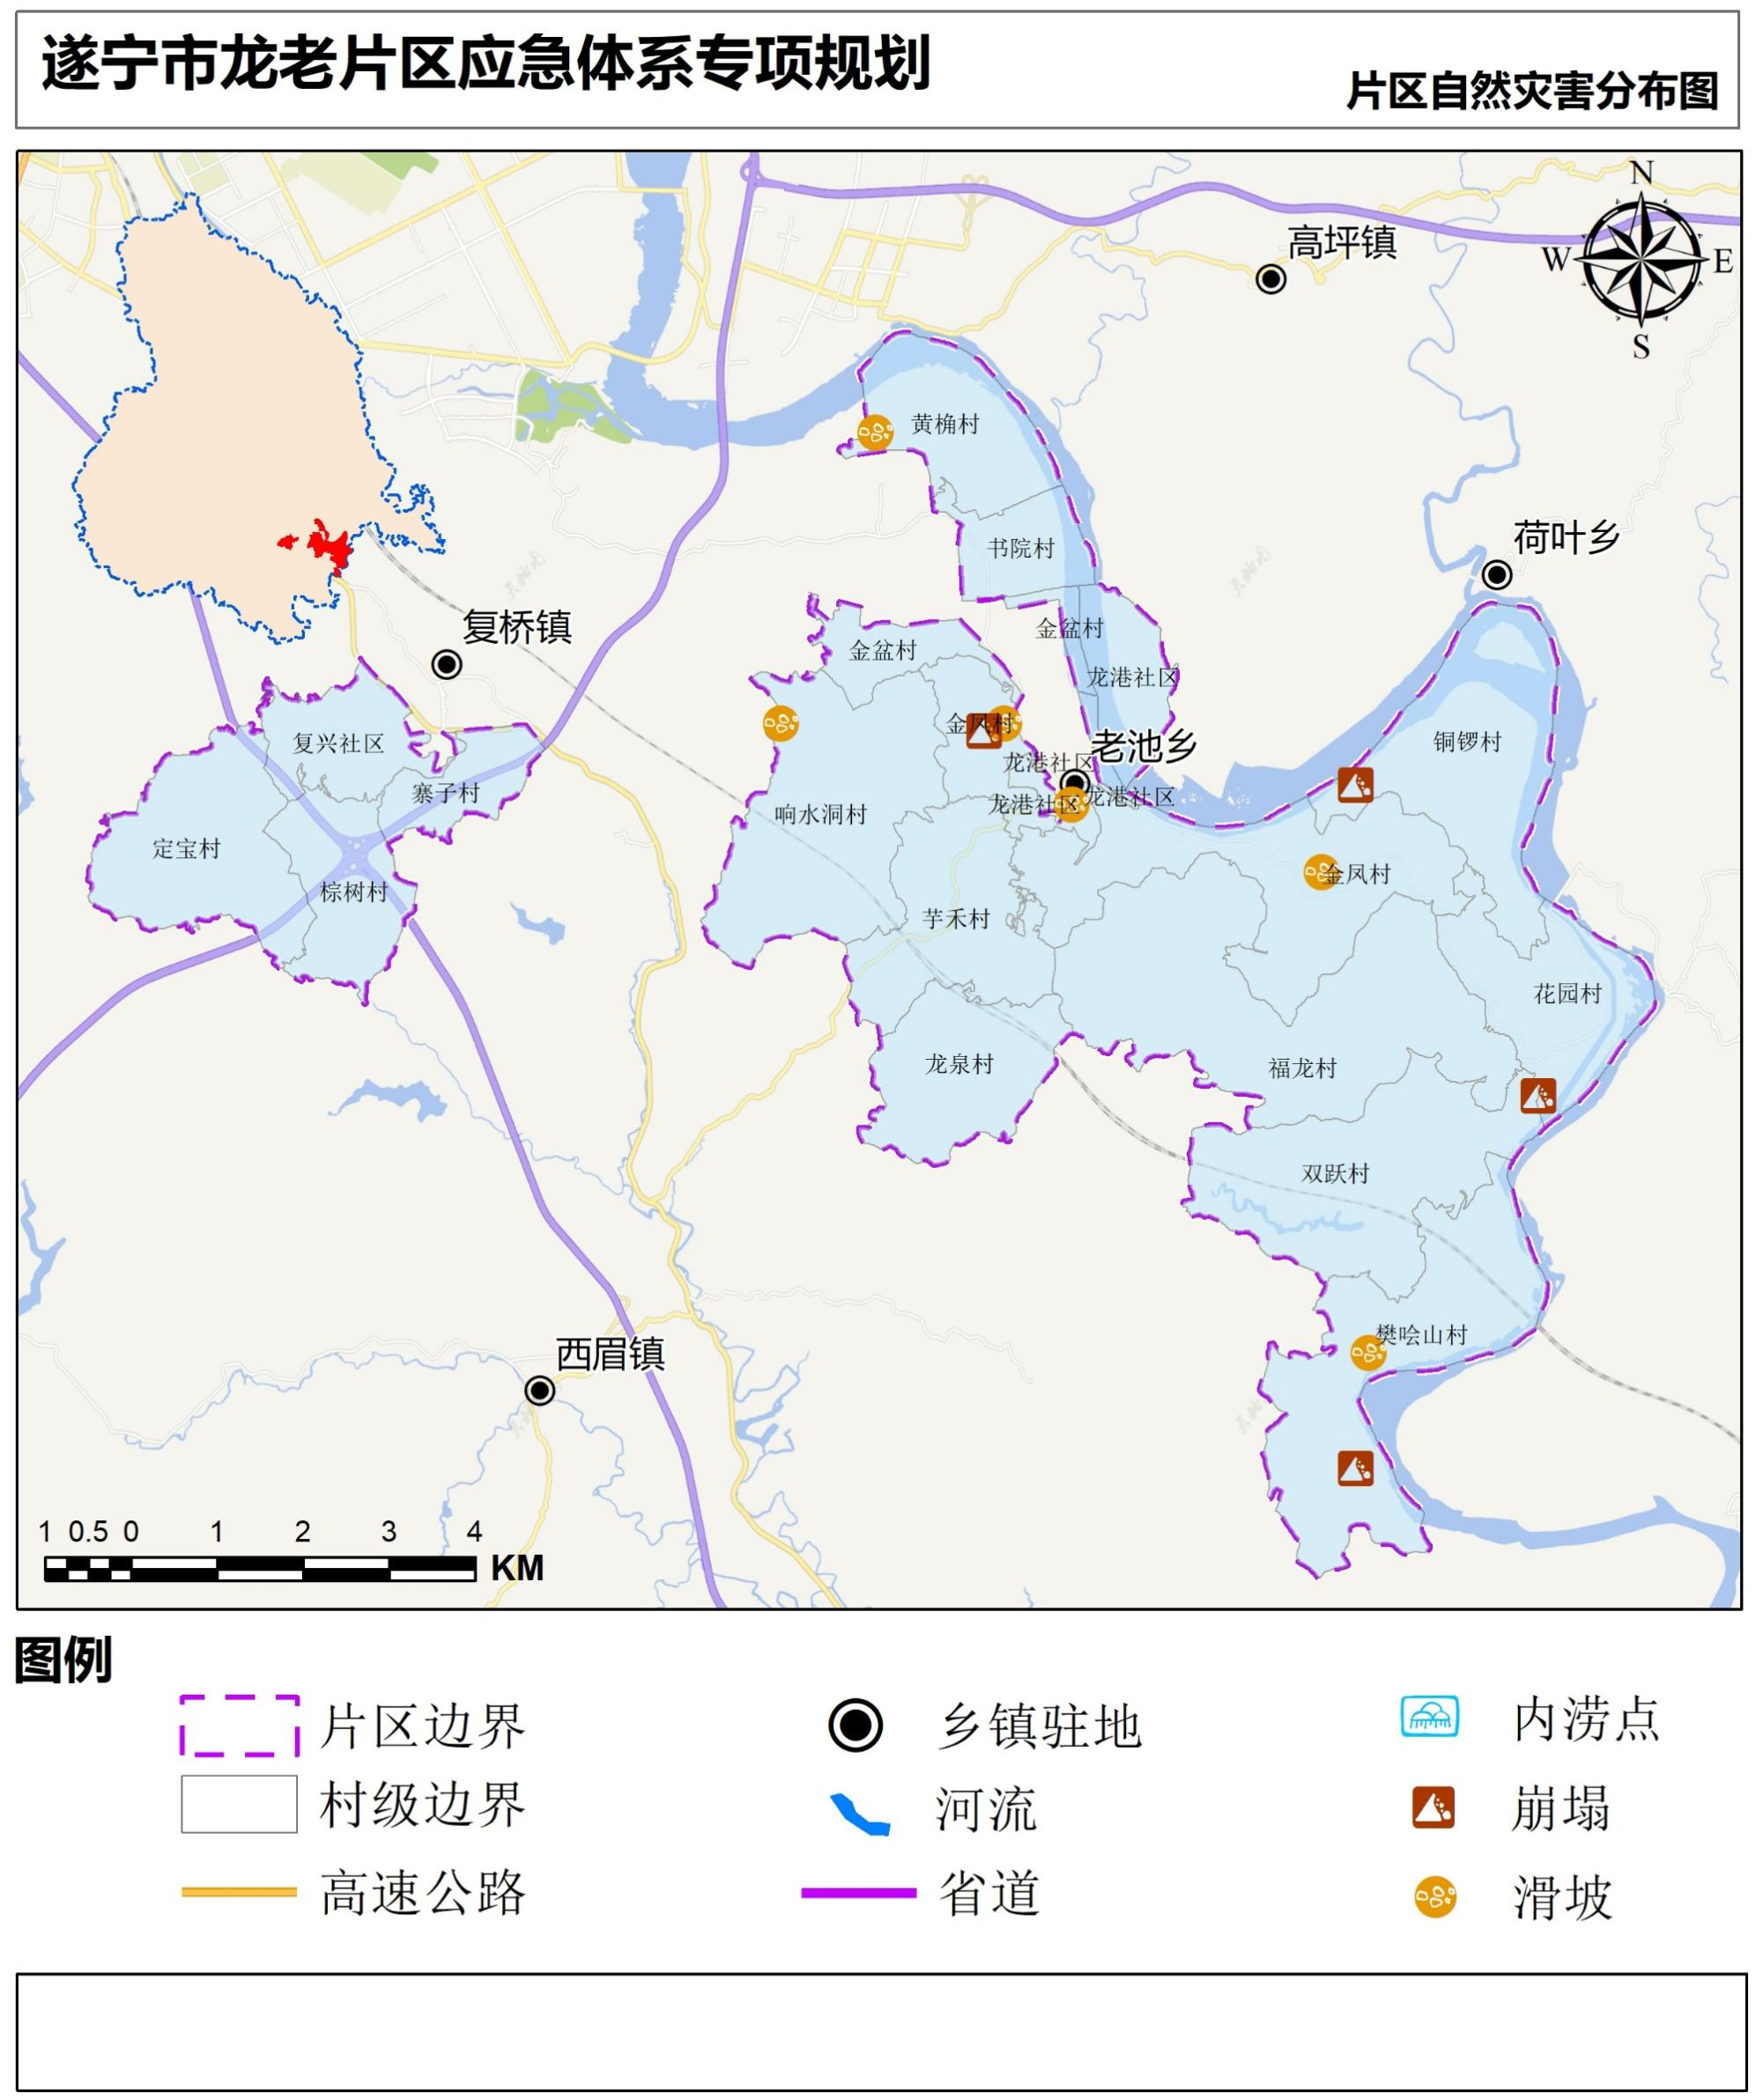 遂宁市龙老片区应急体系专项规划
片区自然灾害分布图
N
W
E
S
高坪镇
黄桷村
荷叶乡
书院村
复桥镇
金盆村
金盆村
龙港社区
金凤村
老池乡
铜锣村
复兴社区
龙港社区
寨子村
龙港社区
龙港社区
响水洞村
定宝村
金凤村
棕树村
芋禾村
花园村
龙泉村
福龙村
双跃村
樊哙山村
西眉镇
1 0.5 0 1 2 3 4
KM
图例
片区边界
乡镇驻地
内涝点
村级边界
河流
崩塌
高速公路
省道
滑坡